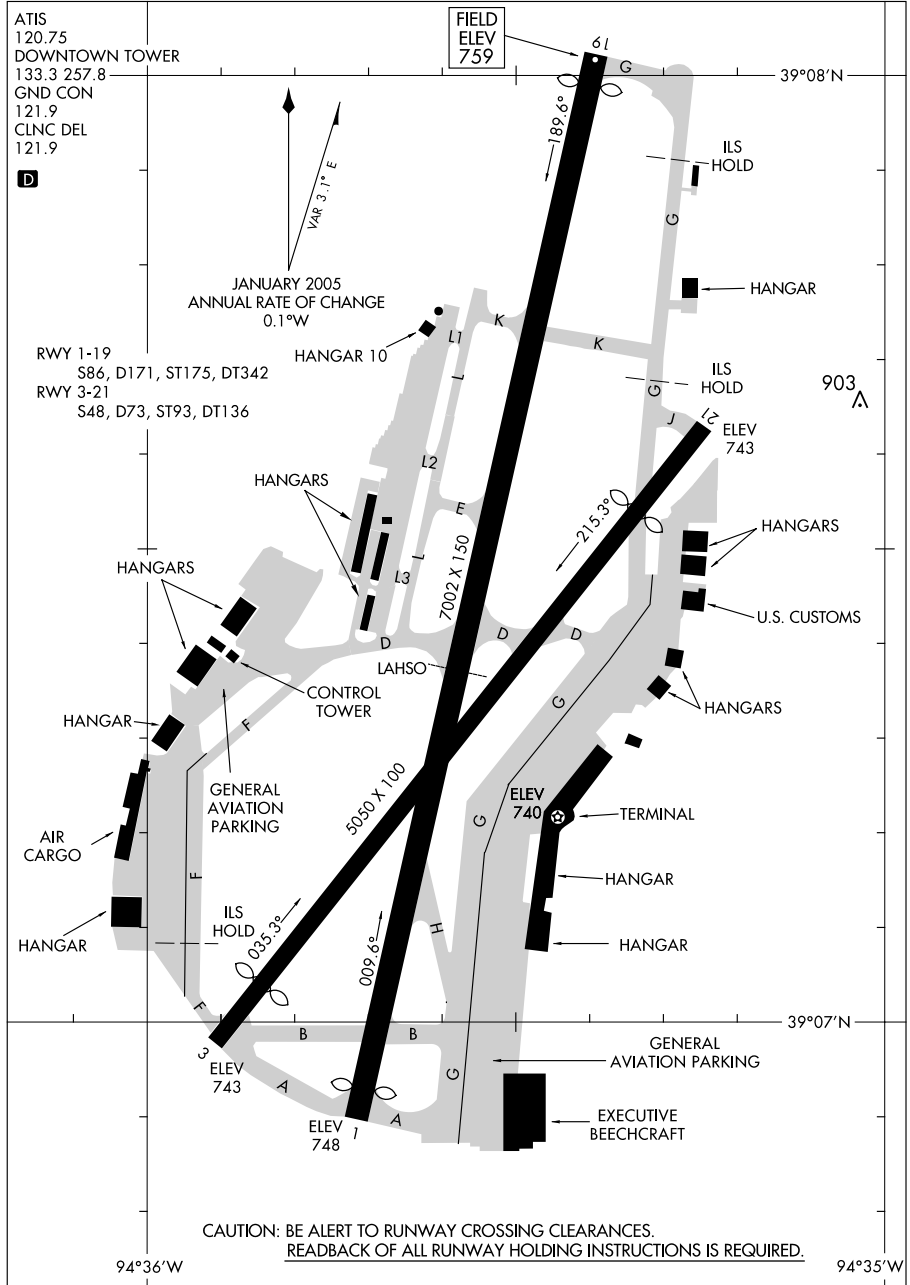 ATIS
120.75
DOWNTOWN TOWER
133.3 257.8
GND CON
121.9
CLNC DEL
121.9
D
FIELD
ELEV
759
19
G
39°08'N
189.6°
VAR 3.1° E
ILS
HOLD
G
JANUARY 2005
ANNUAL RATE OF CHANGE
0.1°W
HANGAR
K
L1
K
HANGAR 10
RWY 1-19
S86, D171, ST175, DT342
RWY 3-21
S48, D73, ST93, DT136
L
ILS
HOLD
G
903
J
21
ELEV
743
L2
HANGARS
E
215.3°
HANGARS
7002 X 150
L
L3
HANGARS
U.S. CUSTOMS
D
D
D
LAHSO
CONTROL
TOWER
G
HANGARS
HANGAR
F
GENERAL
AVIATION
PARKING
5050 X 100
G
ELEV
740
TERMINAL
AIR
CARGO
F
HANGAR
ILS
HOLD
035.3°
009.6°
H
HANGAR
HANGAR
F
B
B
39°07'N
3
ELEV
743
A
G
GENERAL
AVIATION PARKING
A
ELEV
748
1
EXECUTIVE
BEECHCRAFT
CAUTION: BE ALERT TO RUNWAY CROSSING CLEARANCES.
READBACK OF ALL RUNWAY HOLDING INSTRUCTIONS IS REQUIRED.
94°36'W
94°35'W